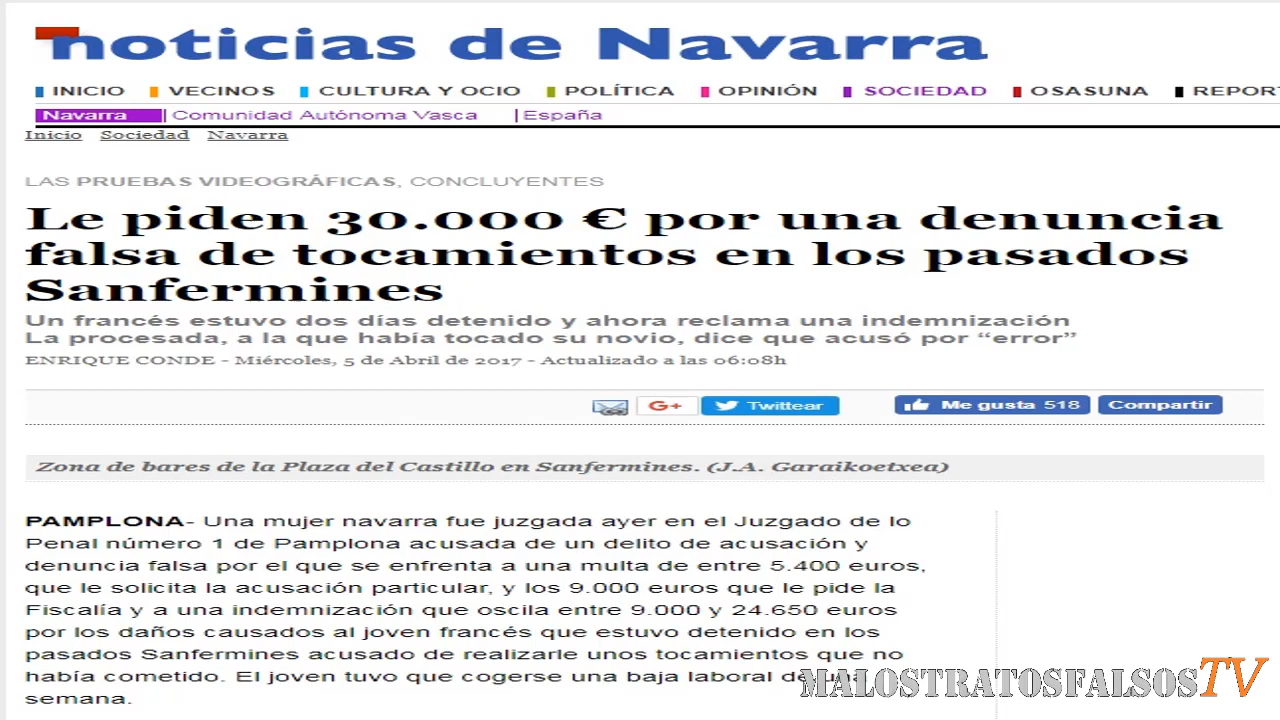 noticias de Navarra
INICIO VECINOS CULTURA Y OCIO POLÍTICA OPINIÓN SOCIEDAD OSASUNA REPORT
Navarra Comunidad Autónoma Vasca España
Inicio Sociedad Navarra
LAS PRUEBAS VIDEOGRÁFICAS, CONCLUYENTES
Le piden 30.000 € por una denuncia
falsa de tocamientos en los pasados
Sanfermines
Un francés estuvo dos días detenido y ahora reclama una indemnización
La procesada, a la que había tocado su novio, dice que acusó por “error”
ENRIQUE CONDE - Miércoles, 5 de Abril de 2017 - Actualizado a las 06:08h
G+ Twittear Me gusta 518 Compartir
Zona de bares de la Plaza del Castillo en Sanfermines. (J.A. Garaikoetxea)
PAMPLONA- Una mujer navarra fue juzgada ayer en el Juzgado de lo
Penal número 1 de Pamplona acusada de un delito de acusación y
denuncia falsa por el que se enfrenta a una multa de entre 5.400 euros,
que le solicita la acusación particular, y los 9.000 euros que le pide la
Fiscalía y a una indemnización que oscila entre 9.000 y 24.650 euros
por los daños causados al joven francés que estuvo detenido en los
pasados Sanfermines acusado de realizarle unos tocamientos que no
había cometido. El joven tuvo que cogerse una baja laboral de una
semana.
MALOSTRATOSFALSOSTV